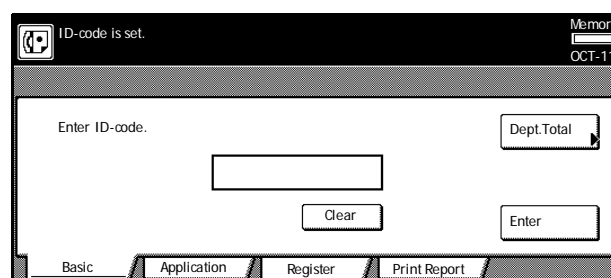 ID-code is set.
Memor
OCT-11
Enter ID-code.
Dept.Total
Clear
Enter
Basic
Application
Register
Print Report